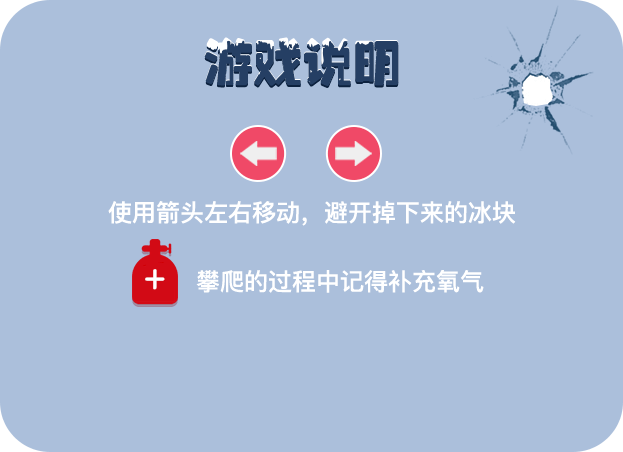 游戏说明
使用箭头左右移动，避开掉下来的冰块
攀爬的过程中记得补充氧气